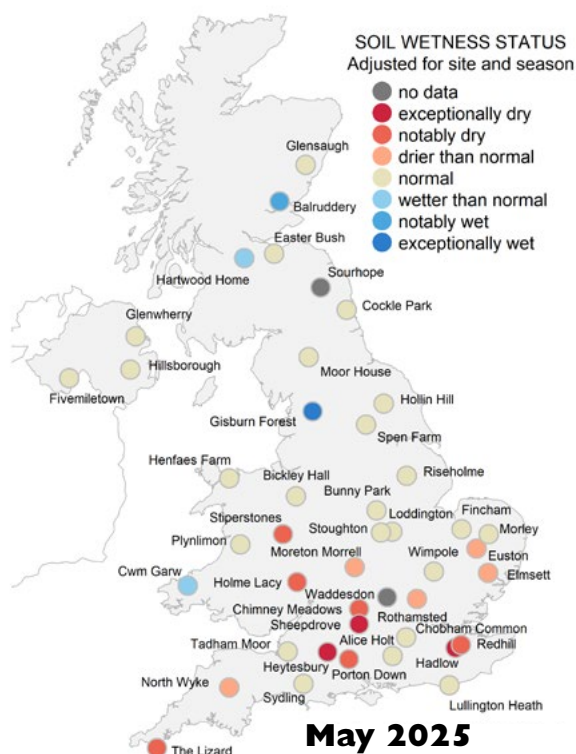 SOIL WETNESS STATUS
Adjusted for site and season
no data
exceptionally dry
notably dry
drier than normal
normal
wetter than normal
notably wet
exceptionally wet
Glensaugh
Balruddery
Easter Bush
Hartwood Home
Sourhope
Cockle Park
Glenwherry
Hillsborough
Fivemiletown
Moor House
Hollin Hill
Gisburn Forest
Spen Farm
Henfaes Farm
Bickley Hall
Riseholme
Bunny Park
Stiperstones
Loddington
Fincham
Stoughton
Morley
Plynlimon
Moreton Morrell
Wimpole
Euston
Cwm Garw
Holme Lacy
Waddesdon
Elmsett
Chimney Meadows
Rothamsted
Sheepdrove
Chobham Common
Tadham Moor
Alice Holt
Redhill
Heytesbury
Hadlow
Porton Down
North Wyke
Sydling
Lullington Heath
The Lizard
May 2025